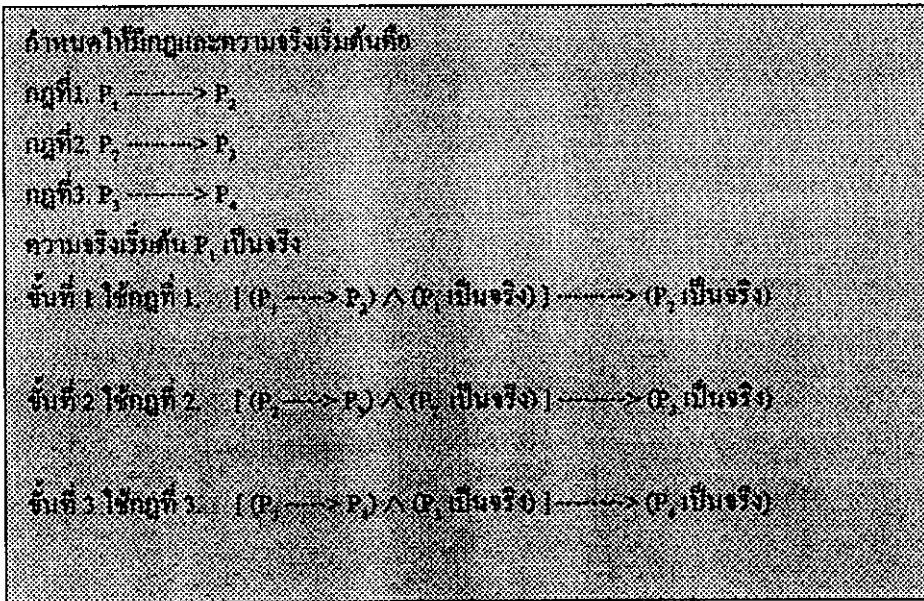 กำหนดให้มีกฎและความจริงเริ่มต้นคือ
กฎที่1. P₁ --------> P₂
กฎที่2. P₂ --------> P₃
กฎที่3. P₃ --------> P₄
ความจริงเริ่มต้น P₁ เป็นจริง
ขั้นที่ 1 ใช้กฎที่ 1. [ (P₁ ----> P₂) ∧ (P₁ เป็นจริง) ] --------> (P₂ เป็นจริง)
ขั้นที่ 2 ใช้กฎที่ 2. [ (P₂ ----> P₃) ∧ (P₂ เป็นจริง) ] --------> (P₃ เป็นจริง)
ขั้นที่ 3 ใช้กฎที่ 3. [ (P₃ ----> P₄) ∧ (P₃ เป็นจริง) ] --------> (P₄ เป็นจริง)